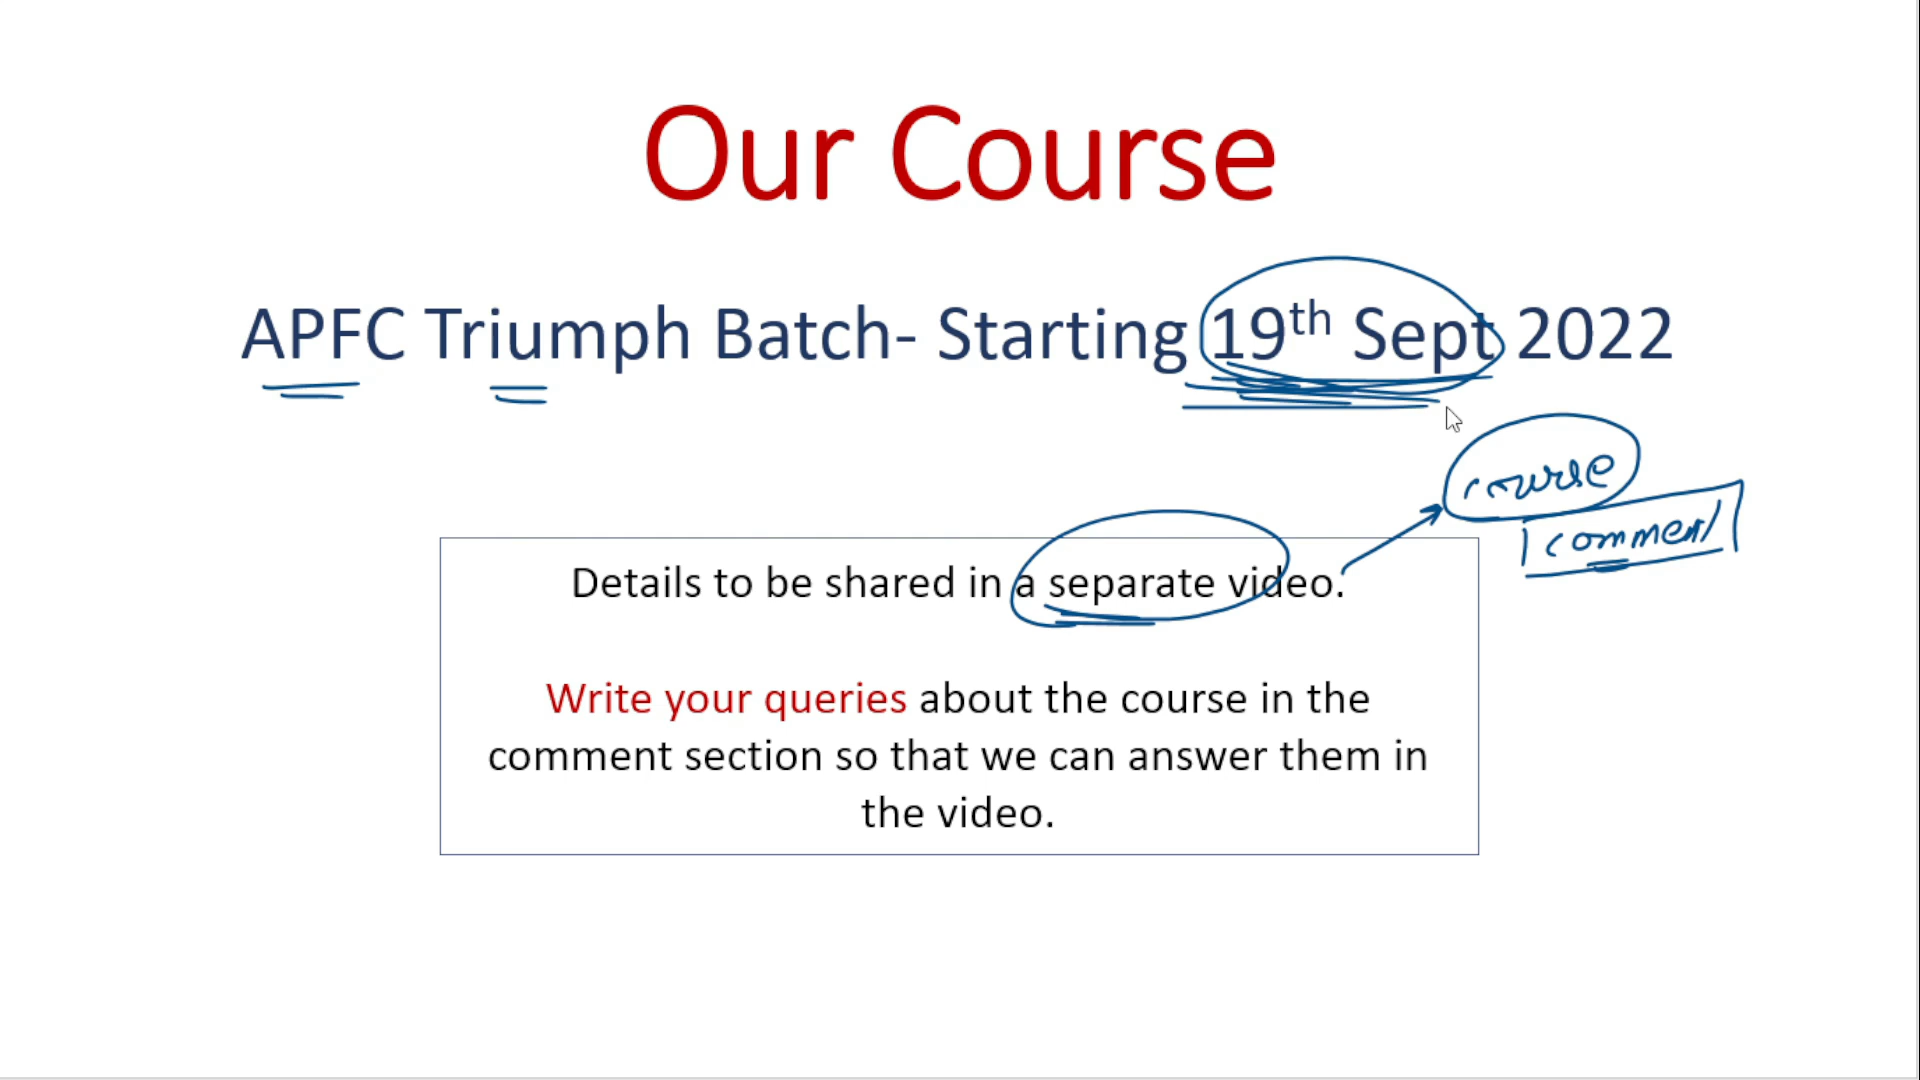 Our Course
APFC Triumph Batch- Starting 19th Sept 2022
course
comment
Details to be shared in a separate video.
Write your queries about the course in the
comment section so that we can answer them in
the video.